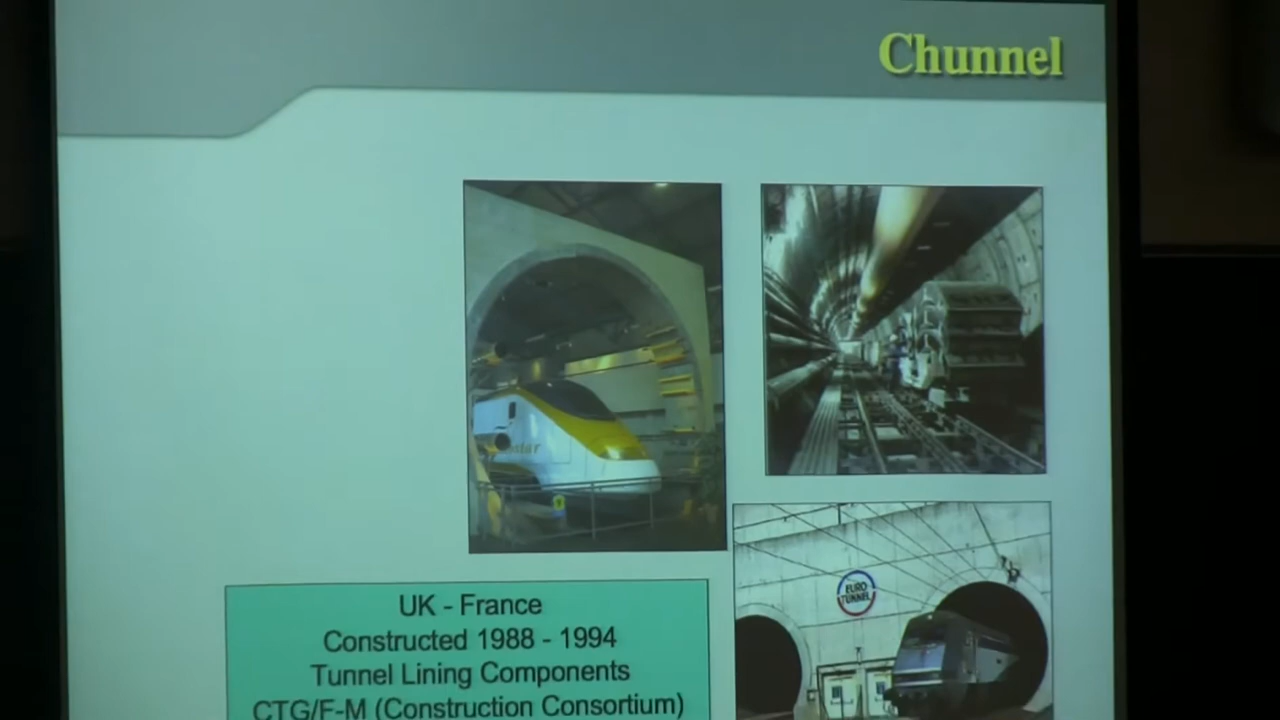 Chunnel
EURO
TUNNEL
UK - France
Constructed 1988 - 1994
Tunnel Lining Components
CTG/F-M (Construction Consortium)